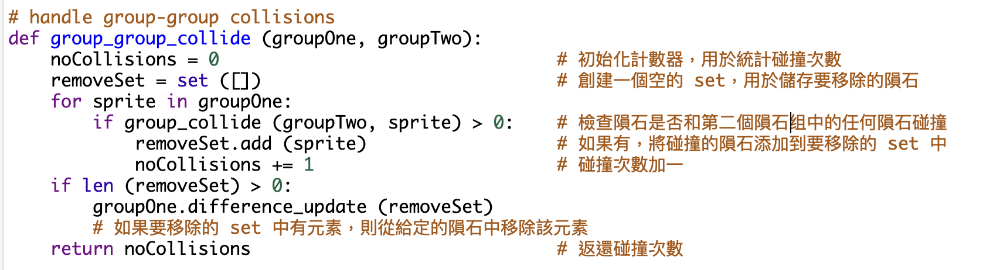 # handle group-group collisions
def group_group_collide (groupOne, groupTwo):
    noCollisions = 0                                # 初始化計數器，用於統計碰撞次數
    removeSet = set ([])                            # 創建一個空的 set，用於儲存要移除的隕石
    for sprite in groupOne:
        if group_collide (groupTwo, sprite) > 0:    # 檢查隕石是否和第二個隕石组中的任何隕石碰撞
            removeSet.add (sprite)                  # 如果有，將碰撞的隕石添加到要移除的 set 中
            noCollisions += 1                       # 碰撞次數加一
    if len (removeSet) > 0:
        groupOne.difference_update (removeSet)
        # 如果要移除的 set 中有元素，則從給定的隕石中移除該元素
    return noCollisions                             # 返還碰撞次數